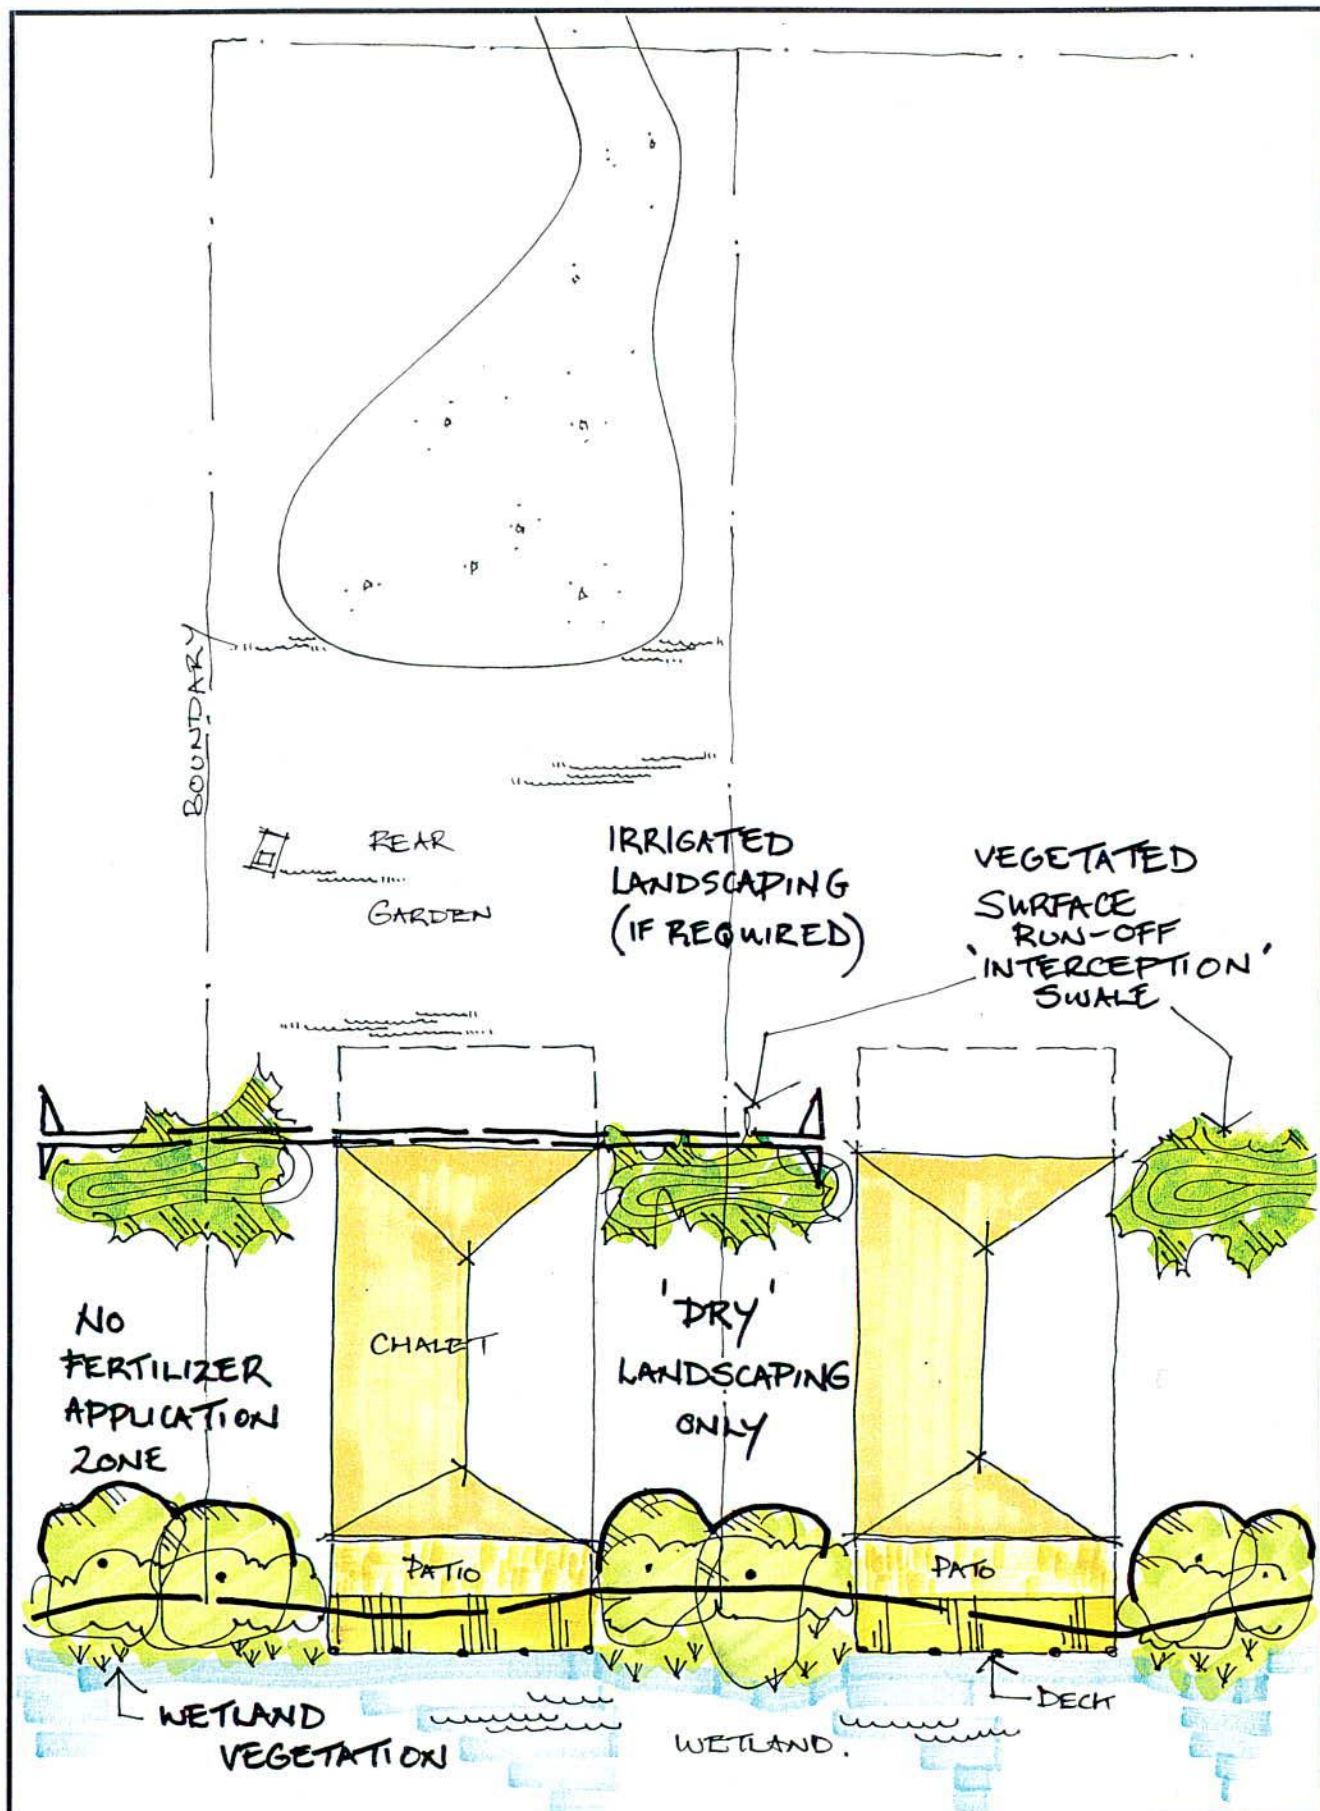 BOUNDARY
REAR
GARDEN
IRRIGATED
LANDSCAPING
(IF REQUIRED)
VEGETATED
SURFACE
RUN-OFF
'INTERCEPTION'
SWALE
NO
FERTILIZER
APPLICATION
ZONE
CHALET
'DRY'
LANDSCAPING
ONLY
PATIO
PATIO
DECK
WETLAND
VEGETATION
WETLAND.